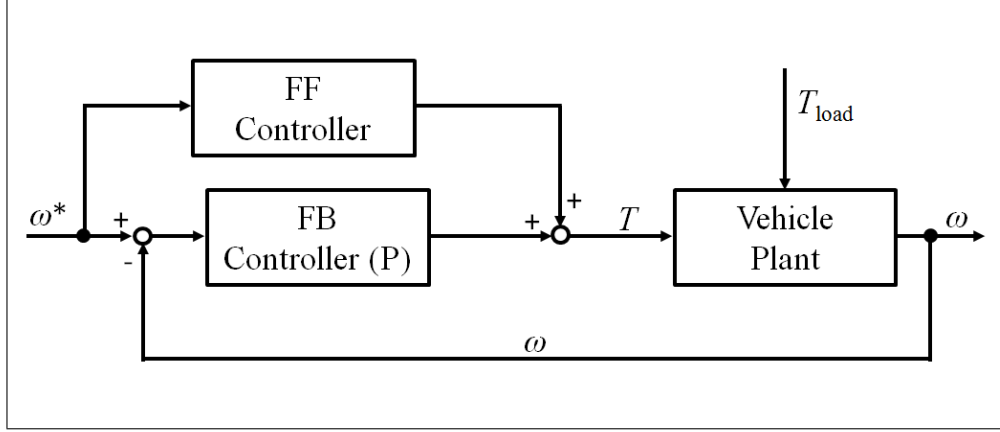 FF
Controller
T_load
ω*
+
-
FB
Controller (P)
+
+
T
Vehicle
Plant
ω
ω